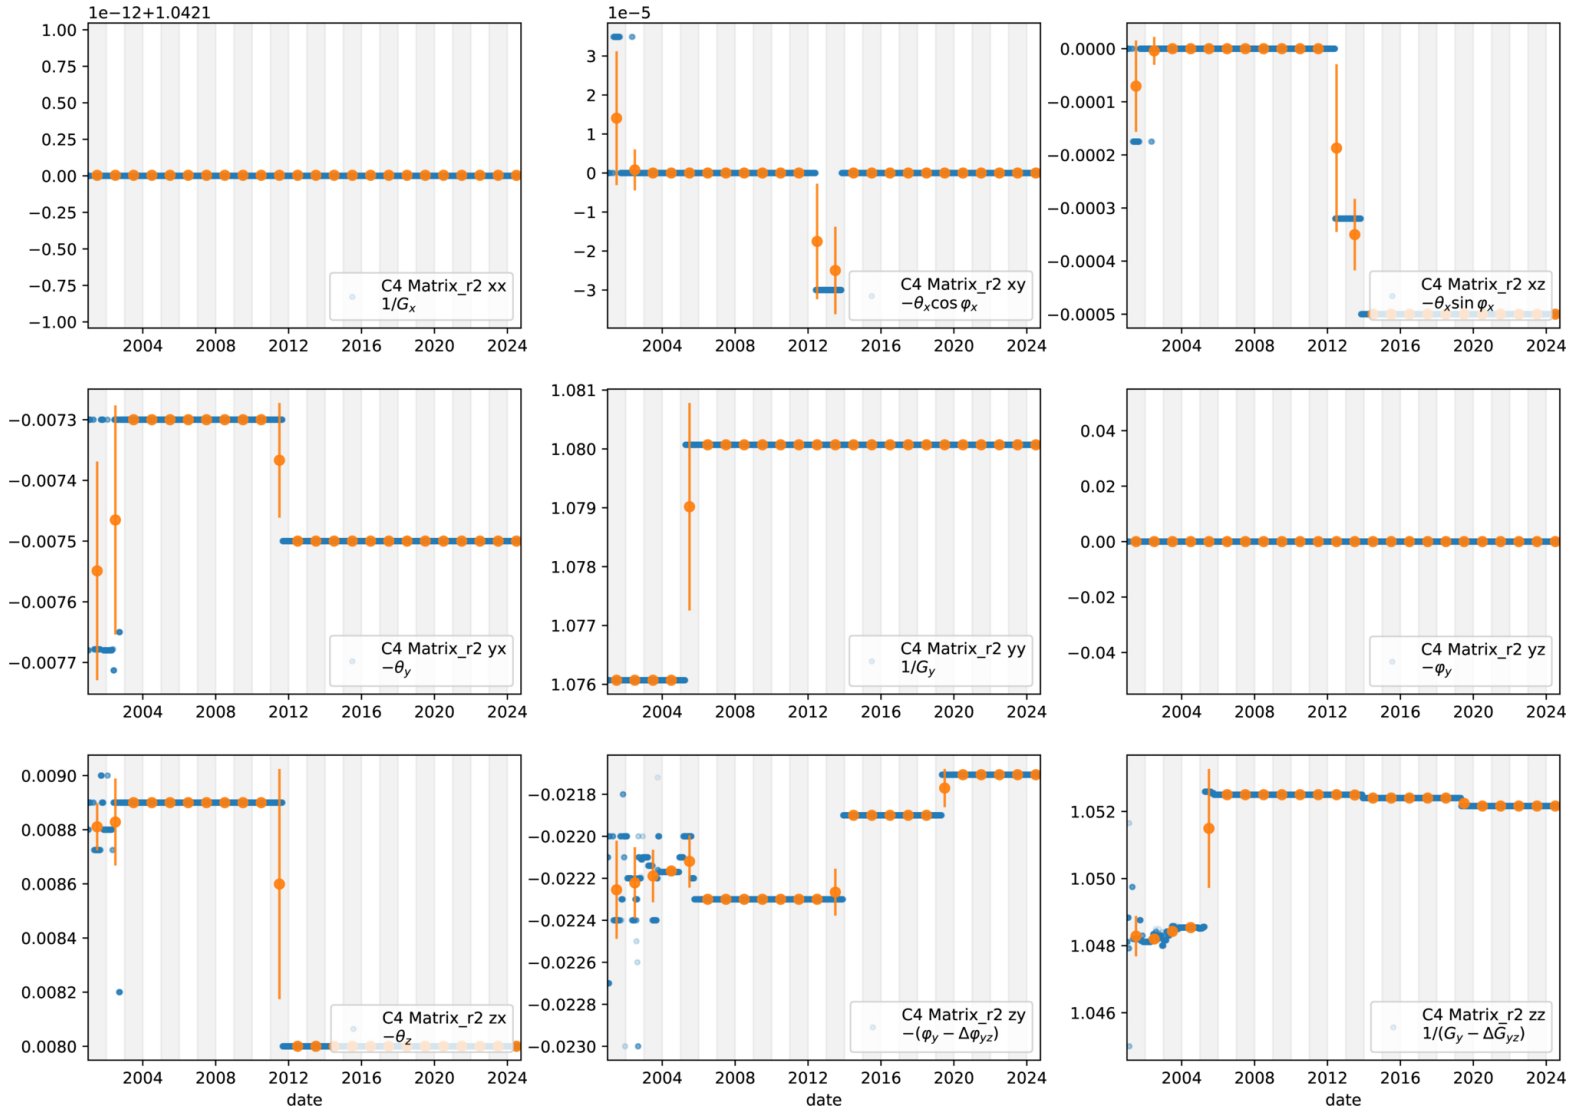 1e−12+1.0421
1.00
0.75
0.50
0.25
0.00
−0.25
−0.50
−0.75
−1.00
C4 Matrix_r2 xx
1/Gₓ
2004 2008 2012 2016 2020 2024
1e−5
3
2
1
0
−1
−2
−3
C4 Matrix_r2 xy
−θₓcos φₓ
2004 2008 2012 2016 2020 2024
0.0000
−0.0001
−0.0002
−0.0003
−0.0004
−0.0005
C4 Matrix_r2 xz
−θₓsin φₓ
2004 2008 2012 2016 2020 2024
−0.0073
−0.0074
−0.0075
−0.0076
−0.0077
C4 Matrix_r2 yx
−θ_y
2004 2008 2012 2016 2020 2024
1.081
1.080
1.079
1.078
1.077
1.076
C4 Matrix_r2 yy
1/G_y
2004 2008 2012 2016 2020 2024
0.04
0.02
0.00
−0.02
−0.04
C4 Matrix_r2 yz
−φ_y
2004 2008 2012 2016 2020 2024
0.0090
0.0088
0.0086
0.0084
0.0082
0.0080
C4 Matrix_r2 zx
−θ_z
2004 2008 2012 2016 2020 2024
date
−0.0218
−0.0220
−0.0222
−0.0224
−0.0226
−0.0228
−0.0230
C4 Matrix_r2 zy
−(φ_y − Δφ_yz)
2004 2008 2012 2016 2020 2024
date
1.052
1.050
1.048
1.046
C4 Matrix_r2 zz
1/(G_y − ΔG_yz)
2004 2008 2012 2016 2020 2024
date